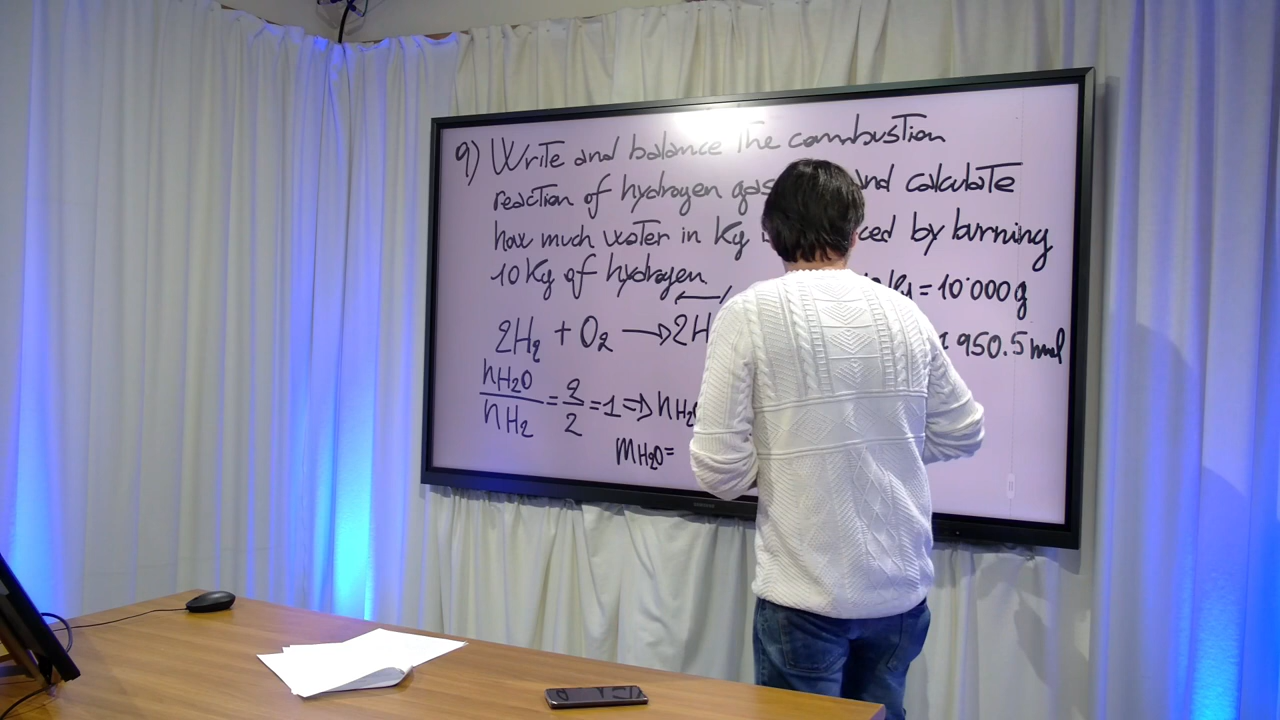 9) Write and balance the combustion
reaction of hydrogen gas and calculate
how much water in Kg ced by burning
10 Kg of hydrogen
Kg = 10'000 g
2H2 + O2 → 2H
950.5 mol
nH2O/nH2 = 2/2 = 1 => nH2O
mH2O =